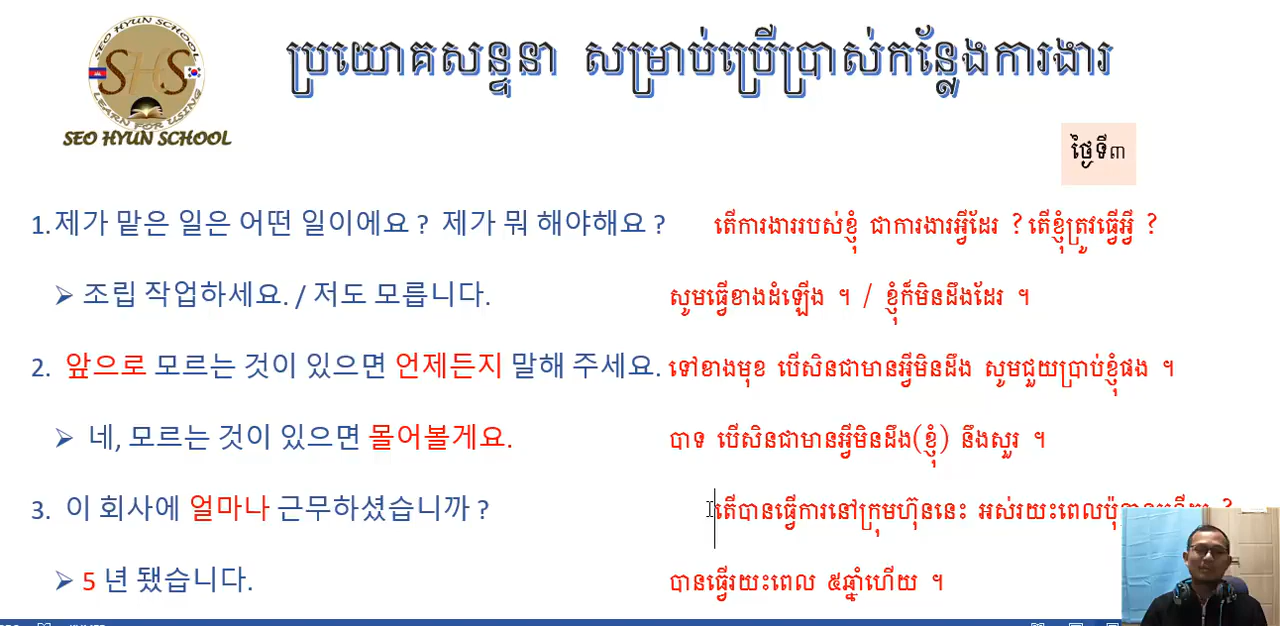 SEO HYUN SCHOOL
SHS
LEARN FOR USING
SEO HYUN SCHOOL
ប្រយោគសន្ទនា សម្រាប់ប្រើប្រាស់កន្លែងការងារ
ថ្ងៃទី៣
1. 제가 맡은 일은 어떤 일이에요 ? 제가 뭐 해야해요 ? តើការងាររបស់ខ្ញុំ ជាការងារអ្វីដែរ ? តើខ្ញុំត្រូវធ្វើអ្វី ?
➢ 조립 작업하세요. / 저도 모릅니다. សូមធ្វើខាងដំឡើង ។ / ខ្ញុំក៏មិនដឹងដែរ ។
2. 앞으로 모르는 것이 있으면 언제든지 말해 주세요. ទៅខាងមុខ បើសិនជាមានអ្វីមិនដឹង សូមជួយប្រាប់ខ្ញុំផង ។
➢ 네, 모르는 것이 있으면 몰어볼게요. បាទ បើសិនជាមានអ្វីមិនដឹង(ខ្ញុំ) នឹងសួរ ។
3. 이 회사에 얼마나 근무하셨습니까 ? តើបានធ្វើការនៅក្រុមហ៊ុននេះ អស់រយះពេល
➢ 5 년 됐습니다. បានធ្វើរយះពេល ៥ឆ្នាំហើយ ។